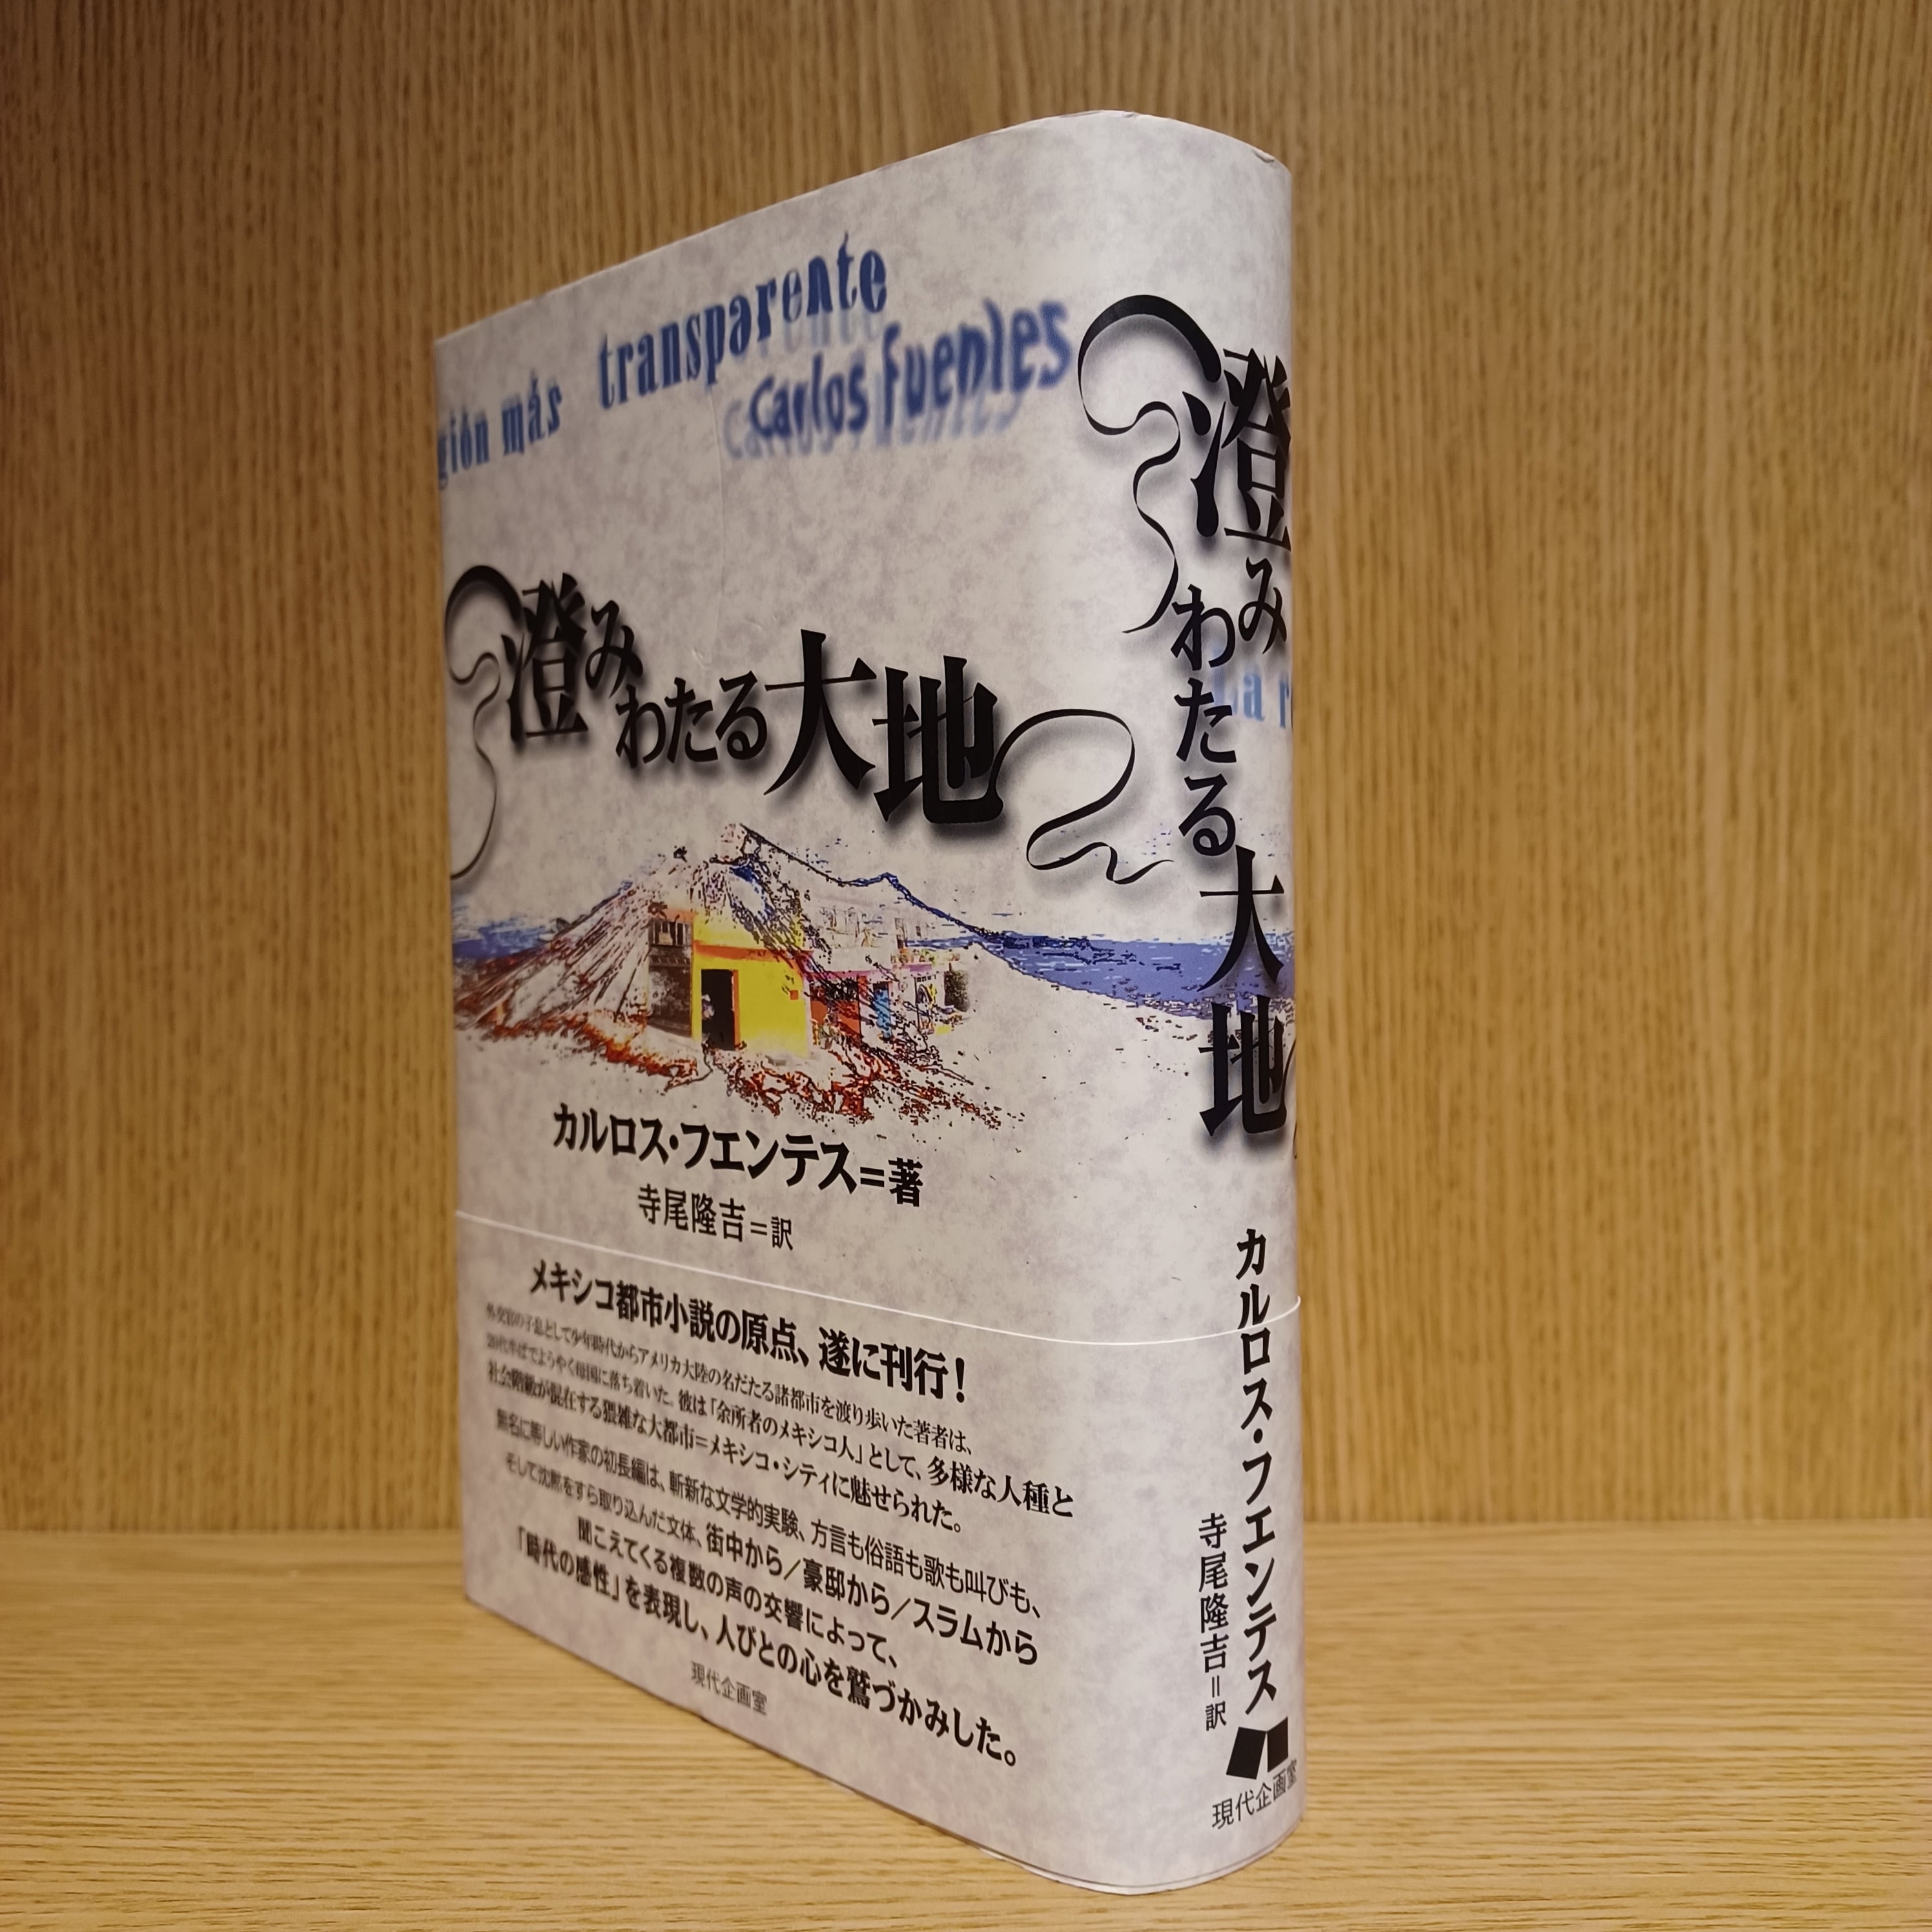 gión más transparente
Carlos Fuentes
澄みわたる大地
カルロス・フエンテス=著
寺尾隆吉=訳
メキシコ都市小説の原点、遂に刊行!
外交官の子息として少年時代からアメリカ大陸の名だたる諸都市を渡り歩いた著者は、
20代半ばでようやく母国に落ち着いた。彼は「余所者のメキシコ人」として、多様な人種と
社会階級が混在する猥雑な大都市=メキシコ・シティに魅せられた。
無名に等しい作家の初長編は、斬新な文学的実験、方言も俗語も歌も叫びも、
そして沈黙をすら取り込んだ文体、街中から/豪邸から/スラムから
聞こえてくる複数の声の交響によって、
「時代の感性」を表現し、人びとの心を鷲づかみした。
現代企画室
澄みわたる大地
La r
カルロス・フエンテス
寺尾隆吉=訳
現代企画室